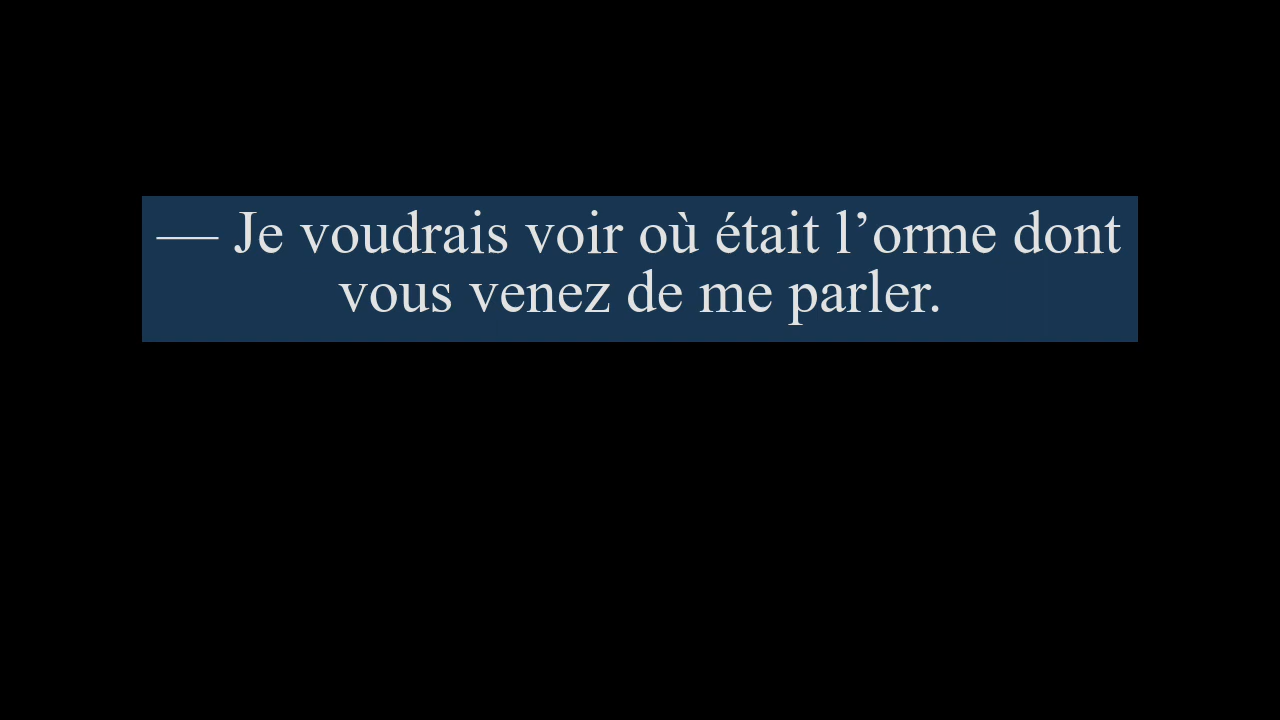 — Je voudrais voir où était l’orme dont
vous venez de me parler.